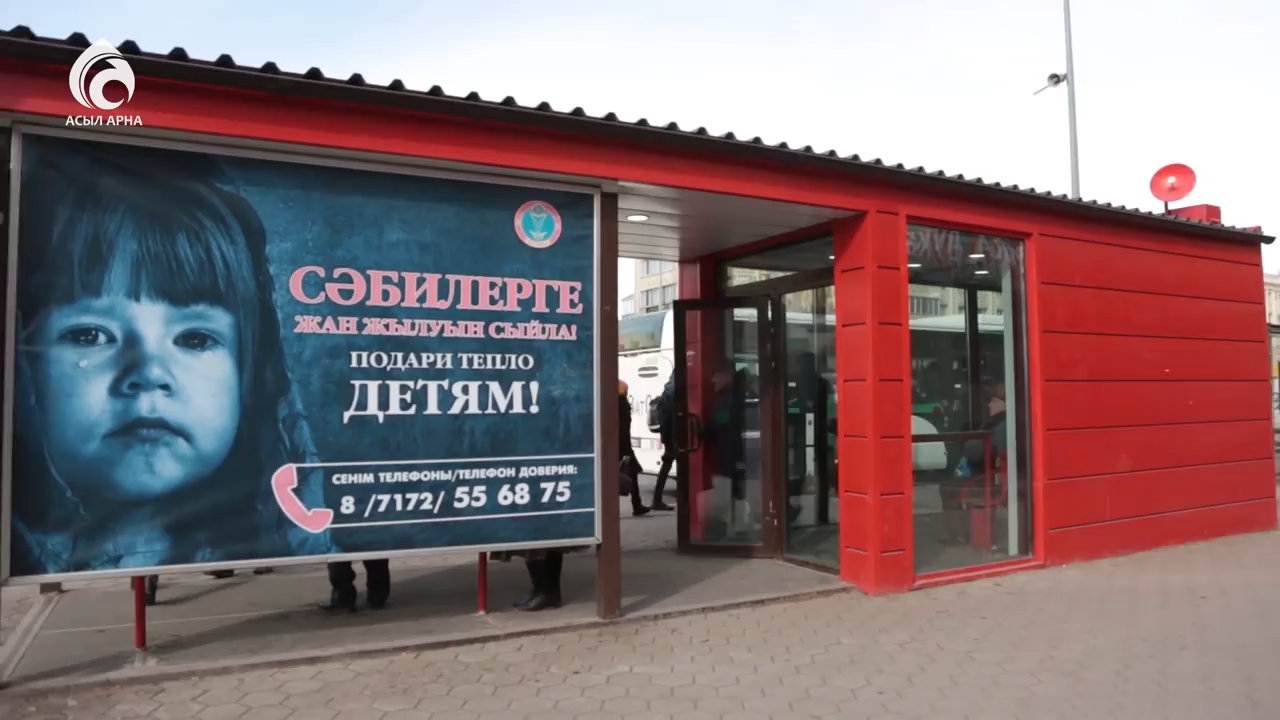 АСЫЛ АРНА
СӘБИЛЕРГЕ
ЖАН ЖЫЛУЫН СЫЙЛА!
ПОДАРИ ТЕПЛО
ДЕТЯМ!
СЕНІМ ТЕЛЕФОНЫ/ТЕЛЕФОН ДОВЕРИЯ:
8 /7172/ 55 68 75